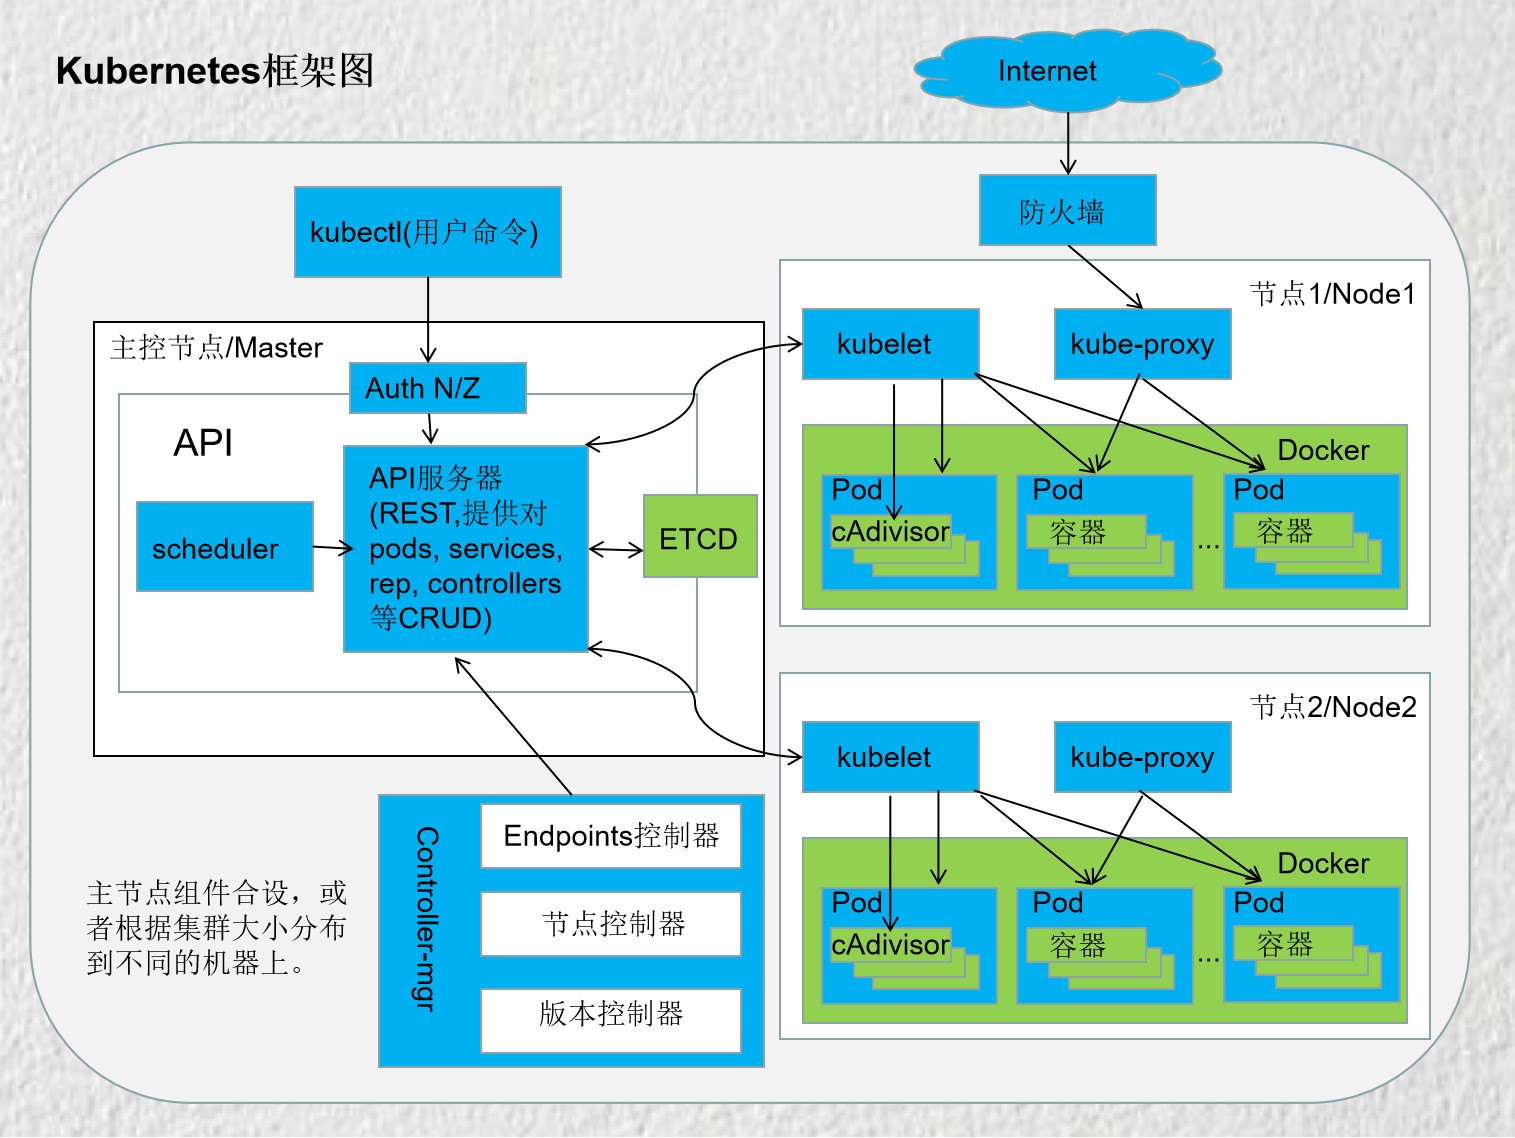 Kubernetes框架图
Internet
防火墙
kubectl(用户命令)
主控节点/Master
Auth N/Z
API
API服务器
(REST,提供对
pods, services,
rep, controllers
等CRUD)
scheduler
ETCD
节点1/Node1
kubelet
kube-proxy
Docker
Pod
cAdivisor
Pod
容器
...
Pod
容器
节点2/Node2
kubelet
kube-proxy
Docker
Pod
cAdivisor
Pod
容器
...
Pod
容器
Controller-mgr
Endpoints控制器
节点控制器
版本控制器
主节点组件合设，或
者根据集群大小分布
到不同的机器上。